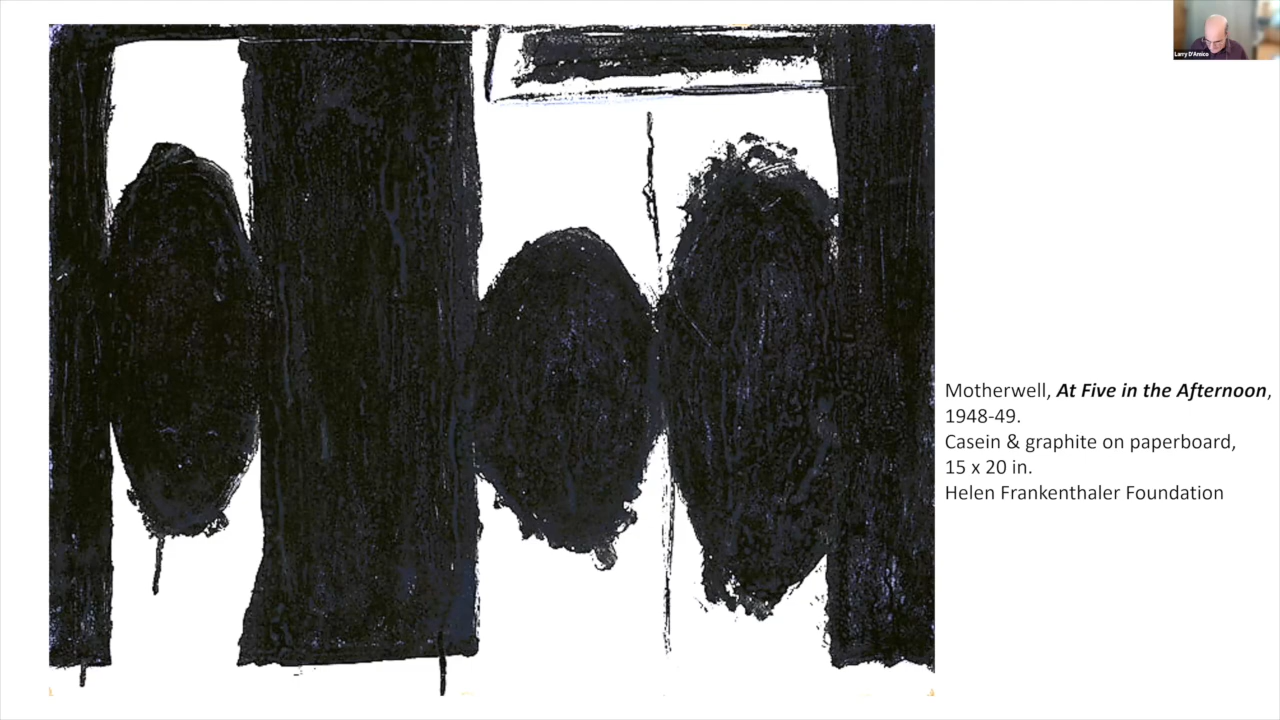 Larry D'Amico
Motherwell, At Five in the Afternoon,
1948-49.
Casein & graphite on paperboard,
15 x 20 in.
Helen Frankenthaler Foundation